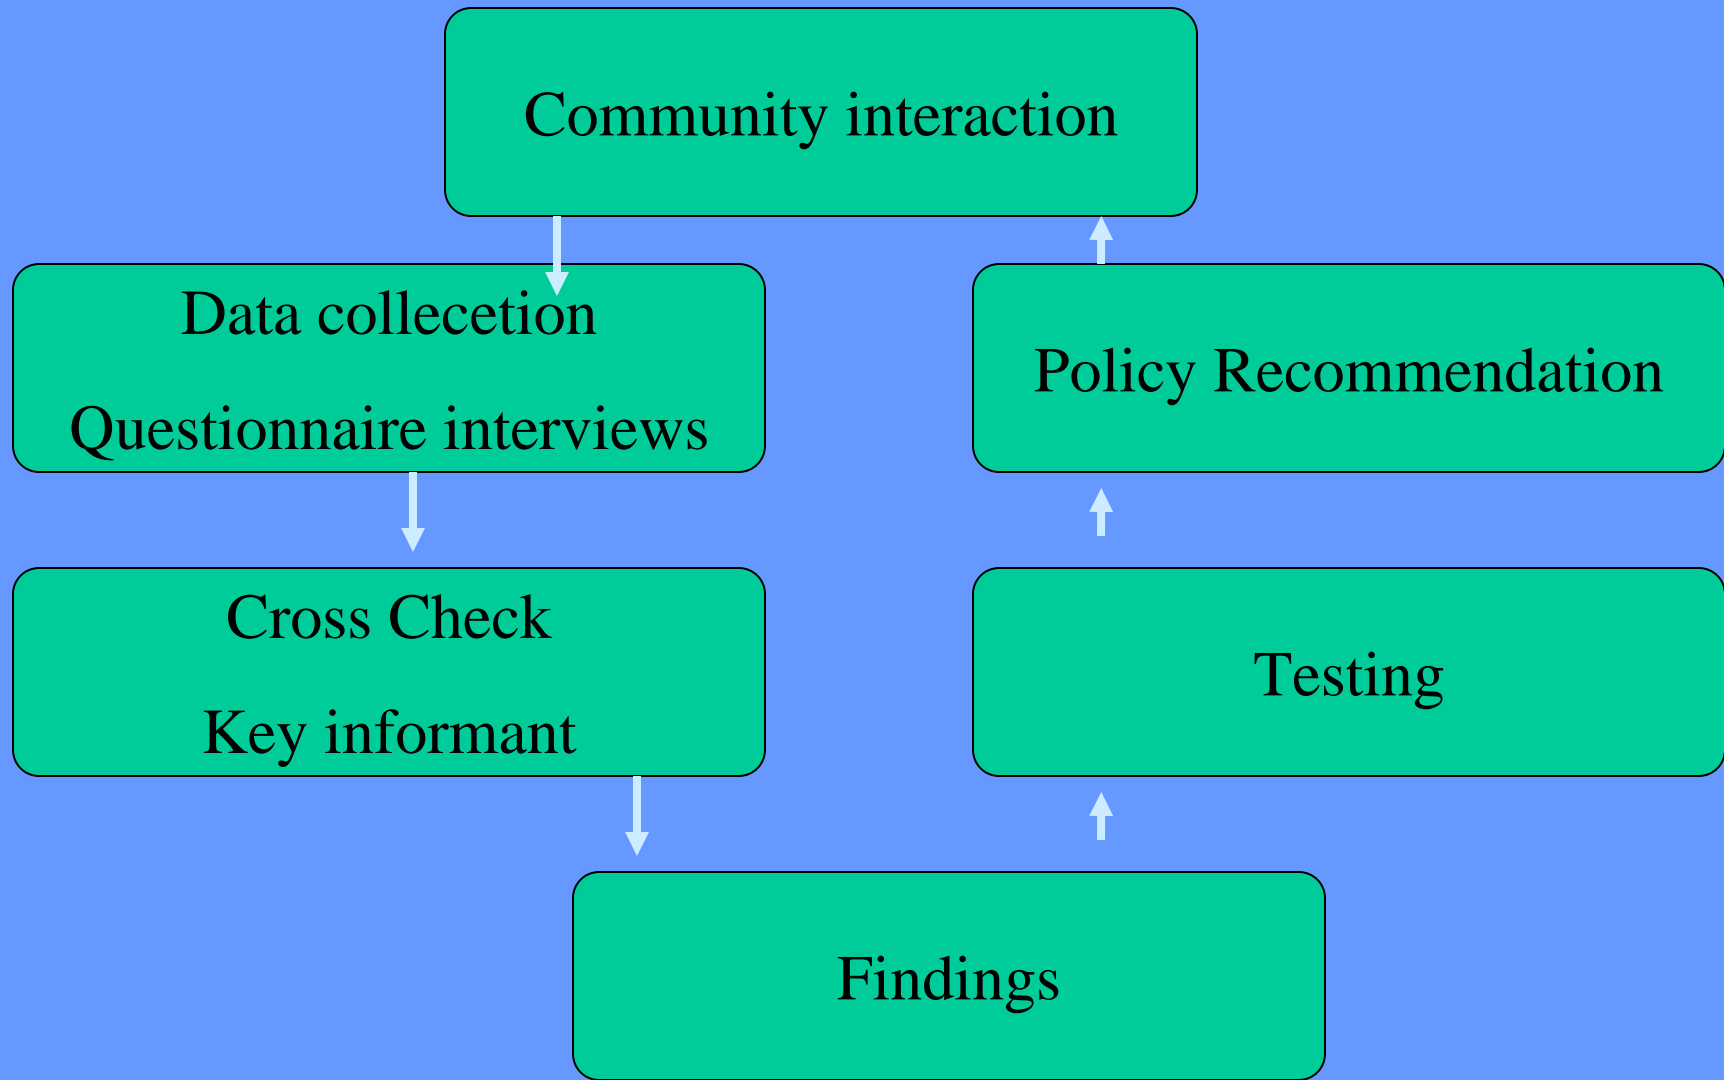 Community interaction
Data collecetion
Questionnaire interviews
Policy Recommendation
Cross Check
Key informant
Testing
Findings